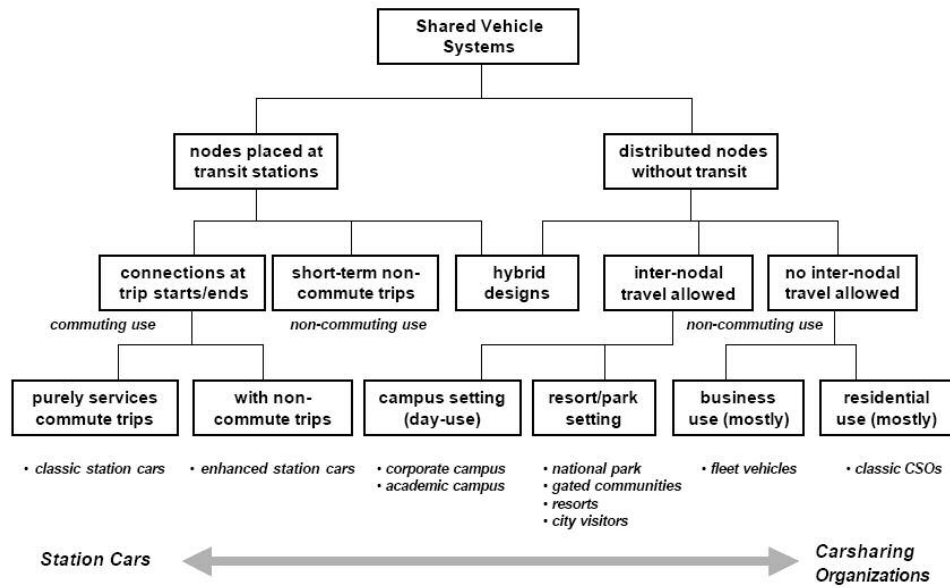 Shared Vehicle
Systems
nodes placed at
transit stations
distributed nodes
without transit
connections at
trip starts/ends
short-term non-
commute trips
hybrid
designs
inter-nodal
travel allowed
no inter-nodal
travel allowed
commuting use
non-commuting use
non-commuting use
purely services
commute trips
with non-
commute trips
campus setting
(day-use)
resort/park
setting
business
use (mostly)
residential
use (mostly)
• classic station cars
• enhanced station cars
• corporate campus
• academic campus
• national park
• gated communities
• resorts
• city visitors
• fleet vehicles
• classic CSOs
Station Cars
Carsharing
Organizations